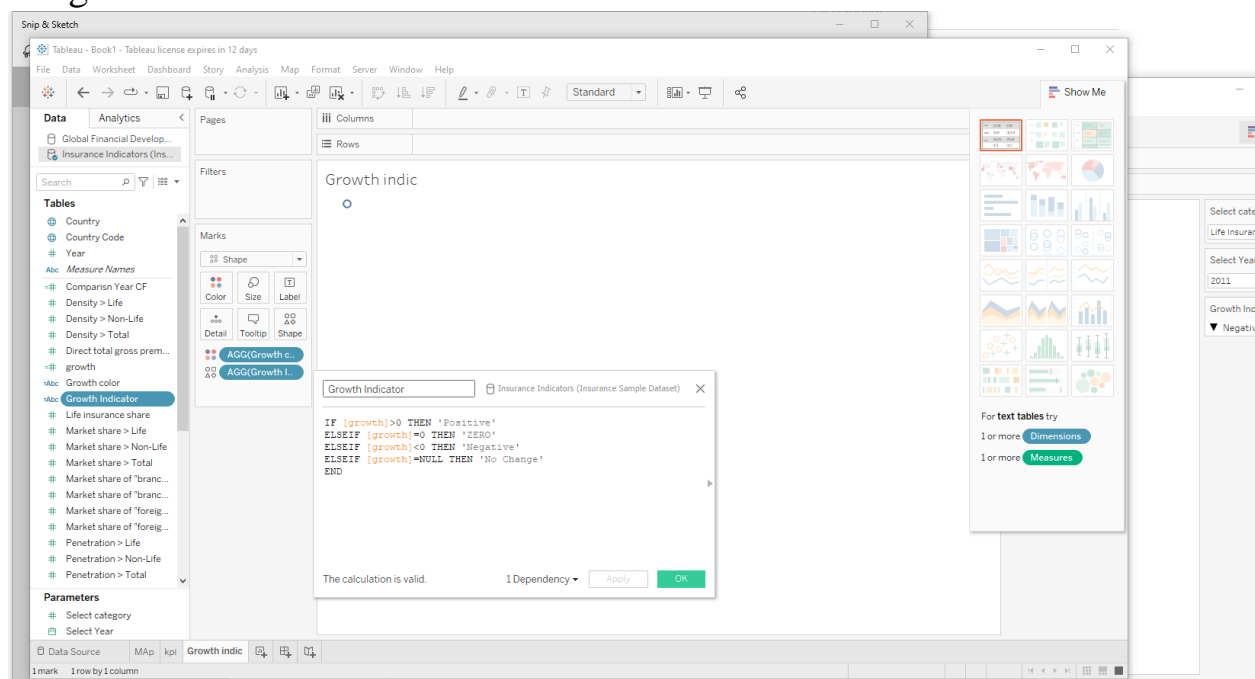 Snip & Sketch
Tableau - Book1 - Tableau license expires in 12 days
File Data Worksheet Dashboard Story Analysis Map Format Server Window Help
Standard
Show Me
Data Analytics
Pages
Columns
Global Financial Develop...
Insurance Indicators (Ins...
Rows
Search
Filters
Growth indic
Tables
Country
Country Code
Year
Abc Measure Names
Comparisn Year CF
Density > Life
Density > Non-Life
Density > Total
Direct total gross prem...
growth
Abc Growth color
Abc Growth Indicator
Life insurance share
Market share > Life
Market share > Non-Life
Market share > Total
Market share of "branc...
Market share of "branc...
Market share of "foreig...
Market share of "foreig...
Penetration > Life
Penetration > Non-Life
Penetration > Total
Parameters
Select category
Select Year
Marks
Shape
Color Size Label
Detail Tooltip Shape
AGG(Growth c..
AGG(Growth I..
Growth Indicator
Insurance Indicators (Insurance Sample Dataset)
IF [growth]>0 THEN 'Positive'
ELSEIF [growth]=0 THEN 'ZERO'
ELSEIF [growth]<0 THEN 'Negative'
ELSEIF [growth]=NULL THEN 'No Change'
END
The calculation is valid.
1 Dependency
Apply
OK
For text tables try
1 or more Dimensions
1 or more Measures
Select cate
Life Insuran
Select Year
2011
Growth Ind
Negativ
Data Source MAp kpi Growth indic
1 mark 1 row by 1 column